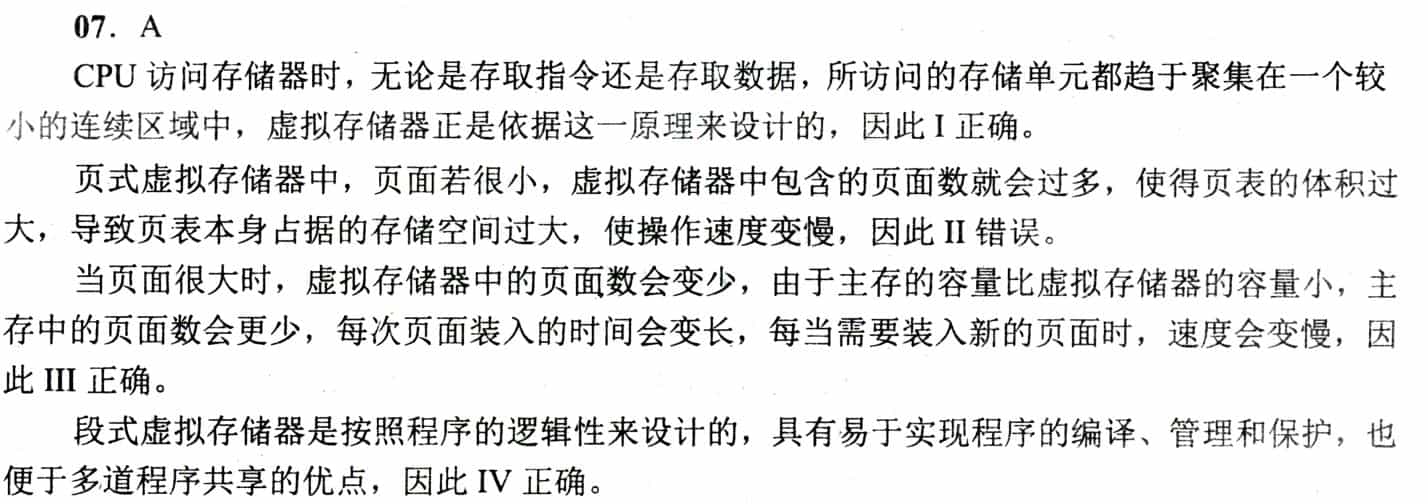 07. A
CPU 访问存储器时，无论是存取指令还是存取数据，所访问的存储单元都趋于聚集在一个较
小的连续区域中，虚拟存储器正是依据这一原理来设计的，因此 I 正确。
页式虚拟存储器中，页面若很小，虚拟存储器中包含的页面数就会过多，使得页表的体积过
大，导致页表本身占据的存储空间过大，使操作速度变慢，因此 II 错误。
当页面很大时，虚拟存储器中的页面数会变少，由于主存的容量比虚拟存储器的容量小，主
存中的页面数会更少，每次页面装入的时间会变长，每当需要装入新的页面时，速度会变慢，因
此 III 正确。
段式虚拟存储器是按照程序的逻辑性来设计的，具有易于实现程序的编译、管理和保护，也
便于多道程序共享的优点，因此 IV 正确。